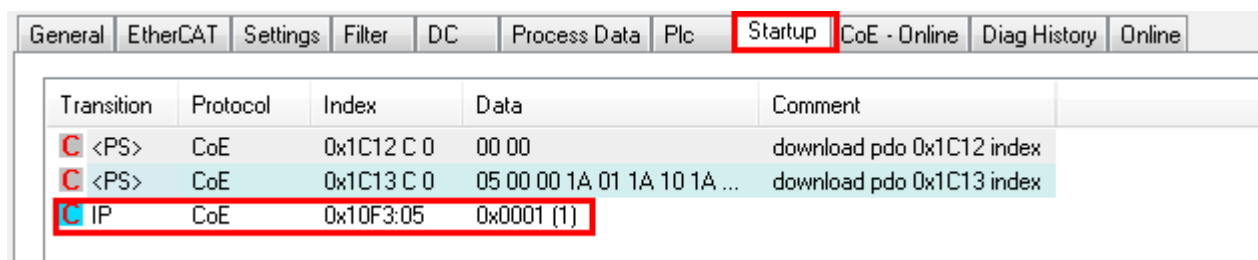 General EtherCAT Settings Filter DC Process Data Plc Startup CoE - Online Diag History Online
Transition Protocol Index Data Comment
C <PS> CoE 0x1C12 C 0 00 00 download pdo 0x1C12 index
C <PS> CoE 0x1C13 C 0 05 00 00 1A 01 1A 10 1A ... download pdo 0x1C13 index
C IP CoE 0x10F3:05 0x0001 (1)